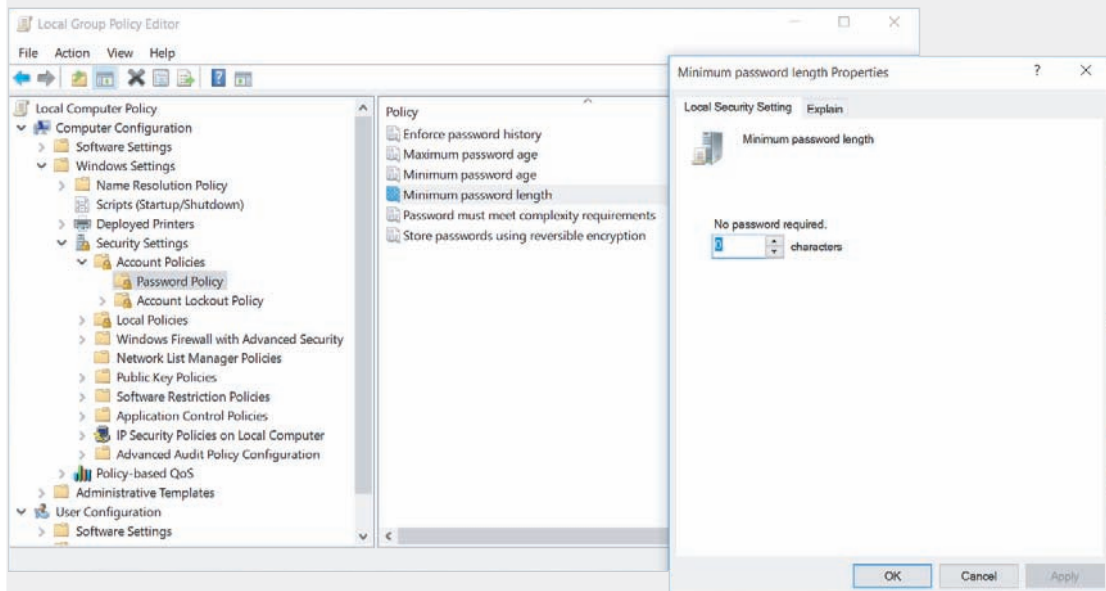 Local Group Policy Editor
File Action View Help
Local Computer Policy
Computer Configuration
Software Settings
Windows Settings
Name Resolution Policy
Scripts (Startup/Shutdown)
Deployed Printers
Security Settings
Account Policies
Password Policy
Account Lockout Policy
Local Policies
Windows Firewall with Advanced Security
Network List Manager Policies
Public Key Policies
Software Restriction Policies
Application Control Policies
IP Security Policies on Local Computer
Advanced Audit Policy Configuration
Policy-based QoS
Administrative Templates
User Configuration
Software Settings
Policy
Enforce password history
Maximum password age
Minimum password age
Minimum password length
Password must meet complexity requirements
Store passwords using reversible encryption
Minimum password length Properties
Local Security Setting Explain
Minimum password length
No password required.
0 characters
OK Cancel Apply